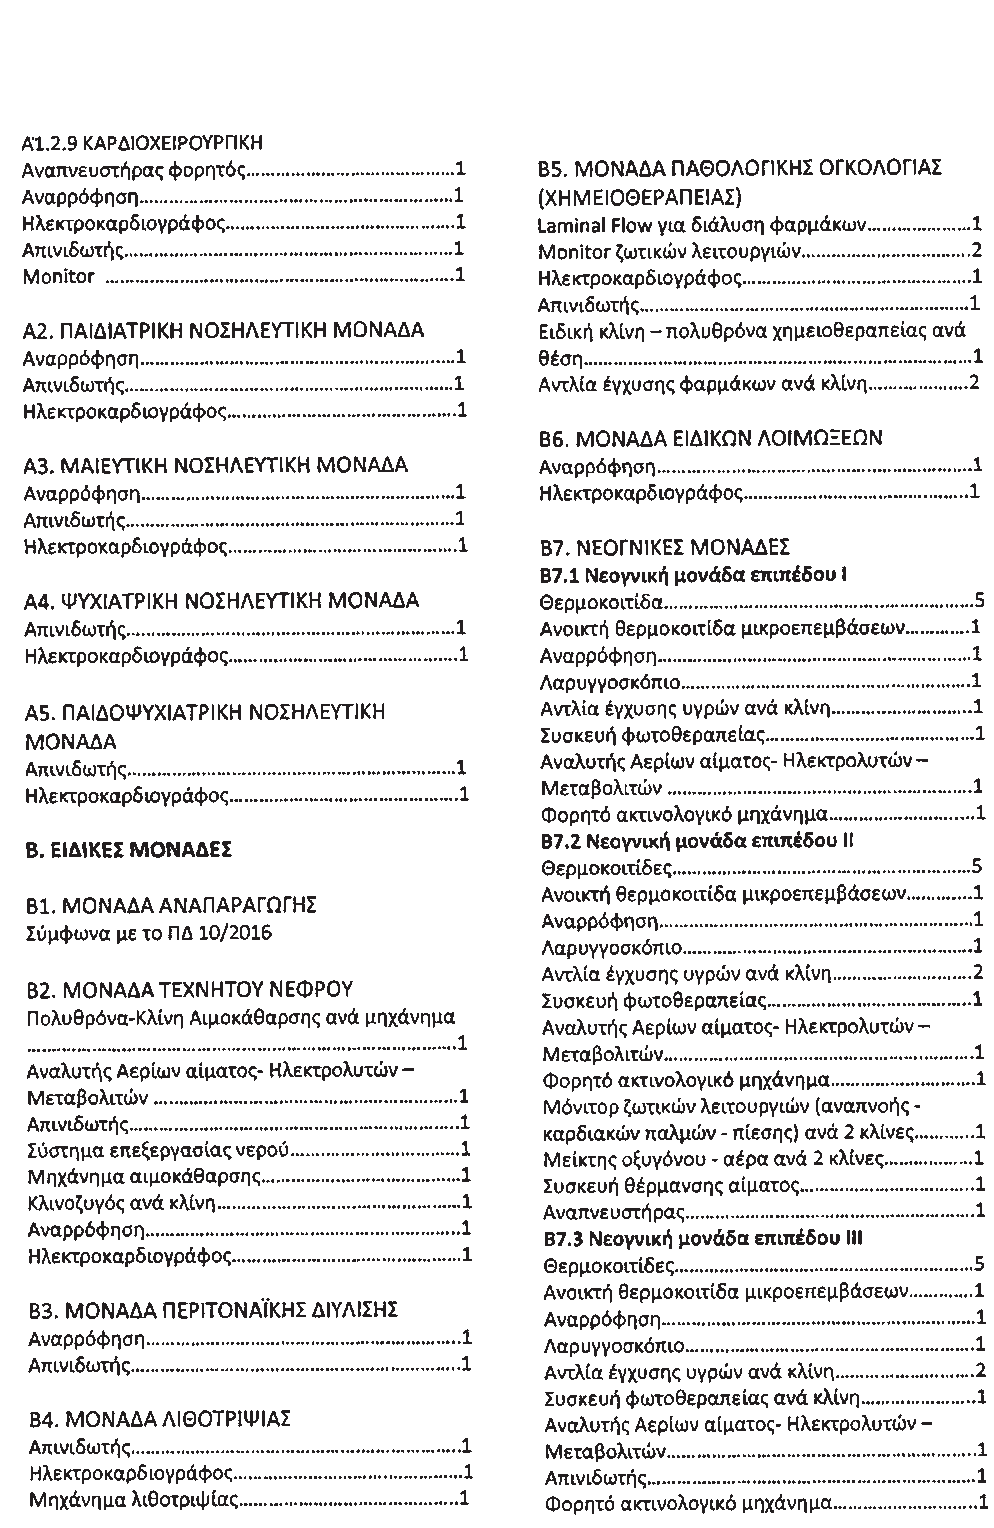 Α'1.2.9 ΚΑΡΔΙΟΧΕΙΡΟΥΡΓΙΚΗ
Αναπνευστήρας φορητός.......................................1
Αναρρόφηση.......................................1
Ηλεκτροκαρδιογράφος.......................................1
Απινιδωτής.......................................1
Monitor .......................................1
Α2. ΠΑΙΔΙΑΤΡΙΚΗ ΝΟΣΗΛΕΥΤΙΚΗ ΜΟΝΑΔΑ
Αναρρόφηση.......................................1
Απινιδωτής.......................................1
Ηλεκτροκαρδιογράφος.......................................1
Α3. ΜΑΙΕΥΤΙΚΗ ΝΟΣΗΛΕΥΤΙΚΗ ΜΟΝΑΔΑ
Αναρρόφηση.......................................1
Απινιδωτής.......................................1
Ηλεκτροκαρδιογράφος.......................................1
Α4. ΨΥΧΙΑΤΡΙΚΗ ΝΟΣΗΛΕΥΤΙΚΗ ΜΟΝΑΔΑ
Απινιδωτής.......................................1
Ηλεκτροκαρδιογράφος.......................................1
Α5. ΠΑΙΔΟΨΥΧΙΑΤΡΙΚΗ ΝΟΣΗΛΕΥΤΙΚΗ
ΜΟΝΑΔΑ
Απινιδωτής.......................................1
Ηλεκτροκαρδιογράφος.......................................1
Β. ΕΙΔΙΚΕΣ ΜΟΝΑΔΕΣ
Β1. ΜΟΝΑΔΑ ΑΝΑΠΑΡΑΓΩΓΗΣ
Σύμφωνα με το ΠΔ 10/2016
Β2. ΜΟΝΑΔΑ ΤΕΧΝΗΤΟΥ ΝΕΦΡΟΥ
Πολυθρόνα-Κλίνη Αιμοκάθαρσης ανά μηχάνημα
.......................................1
Αναλυτής Αερίων αίματος- Ηλεκτρολυτών –
Μεταβολιτών .......................................1
Απινιδωτής.......................................1
Σύστημα επεξεργασίας νερού.......................................1
Μηχάνημα αιμοκάθαρσης.......................................1
Κλινοζυγός ανά κλίνη.......................................1
Αναρρόφηση.......................................1
Ηλεκτροκαρδιογράφος.......................................1
Β3. ΜΟΝΑΔΑ ΠΕΡΙΤΟΝΑΪΚΗΣ ΔΙΥΛΙΣΗΣ
Αναρρόφηση.......................................1
Απινιδωτής.......................................1
Β4. ΜΟΝΑΔΑ ΛΙΘΟΤΡΙΨΙΑΣ
Απινιδωτής.......................................1
Ηλεκτροκαρδιογράφος.......................................1
Μηχάνημα λιθοτριψίας.......................................1
Β5. ΜΟΝΑΔΑ ΠΑΘΟΛΟΓΙΚΗΣ ΟΓΚΟΛΟΓΙΑΣ
(ΧΗΜΕΙΟΘΕΡΑΠΕΙΑΣ)
Laminal Flow για διάλυση φαρμάκων....................1
Monitor ζωτικών λειτουργιών.......................................2
Ηλεκτροκαρδιογράφος.......................................1
Απινιδωτής.......................................1
Ειδική κλίνη – πολυθρόνα χημειοθεραπείας ανά
θέση.......................................1
Αντλία έγχυσης φαρμάκων ανά κλίνη...................2
Β6. ΜΟΝΑΔΑ ΕΙΔΙΚΩΝ ΛΟΙΜΩΞΕΩΝ
Αναρρόφηση.......................................1
Ηλεκτροκαρδιογράφος.......................................1
Β7. ΝΕΟΓΝΙΚΕΣ ΜΟΝΑΔΕΣ
Β7.1 Νεογνική μονάδα επιπέδου Ι
Θερμοκοιτίδα.......................................5
Ανοικτή θερμοκοιτίδα μικροεπεμβάσεων............1
Αναρρόφηση.......................................1
Λαρυγγοσκόπιο.......................................1
Αντλία έγχυσης υγρών ανά κλίνη..........................1
Συσκευή φωτοθεραπείας.......................................1
Αναλυτής Αερίων αίματος- Ηλεκτρολυτών –
Μεταβολιτών .......................................1
Φορητό ακτινολογικό μηχάνημα...........................1
Β7.2 Νεογνική μονάδα επιπέδου ΙΙ
Θερμοκοιτίδες.......................................5
Ανοικτή θερμοκοιτίδα μικροεπεμβάσεων............1
Αναρρόφηση.......................................1
Λαρυγγοσκόπιο.......................................1
Αντλία έγχυσης υγρών ανά κλίνη..........................2
Συσκευή φωτοθεραπείας.......................................1
Αναλυτής Αερίων αίματος- Ηλεκτρολυτών –
Μεταβολιτών.......................................1
Φορητό ακτινολογικό μηχάνημα...........................1
Μόνιτορ ζωτικών λειτουργιών (αναπνοής -
καρδιακών παλμών - πίεσης) ανά 2 κλίνες...........1
Μείκτης οξυγόνου - αέρα ανά 2 κλίνες................1
Συσκευή θέρμανσης αίματος................................1
Αναπνευστήρας.......................................1
Β7.3 Νεογνική μονάδα επιπέδου ΙΙΙ
Θερμοκοιτίδες.......................................5
Ανοικτή θερμοκοιτίδα μικροεπεμβάσεων............1
Αναρρόφηση.......................................1
Λαρυγγοσκόπιο.......................................1
Αντλία έγχυσης υγρών ανά κλίνη..........................2
Συσκευή φωτοθεραπείας ανά κλίνη.....................1
Αναλυτής Αερίων αίματος- Ηλεκτρολυτών –
Μεταβολιτών.......................................1
Απινιδωτής.......................................1
Φορητό ακτινολογικό μηχάνημα...........................1